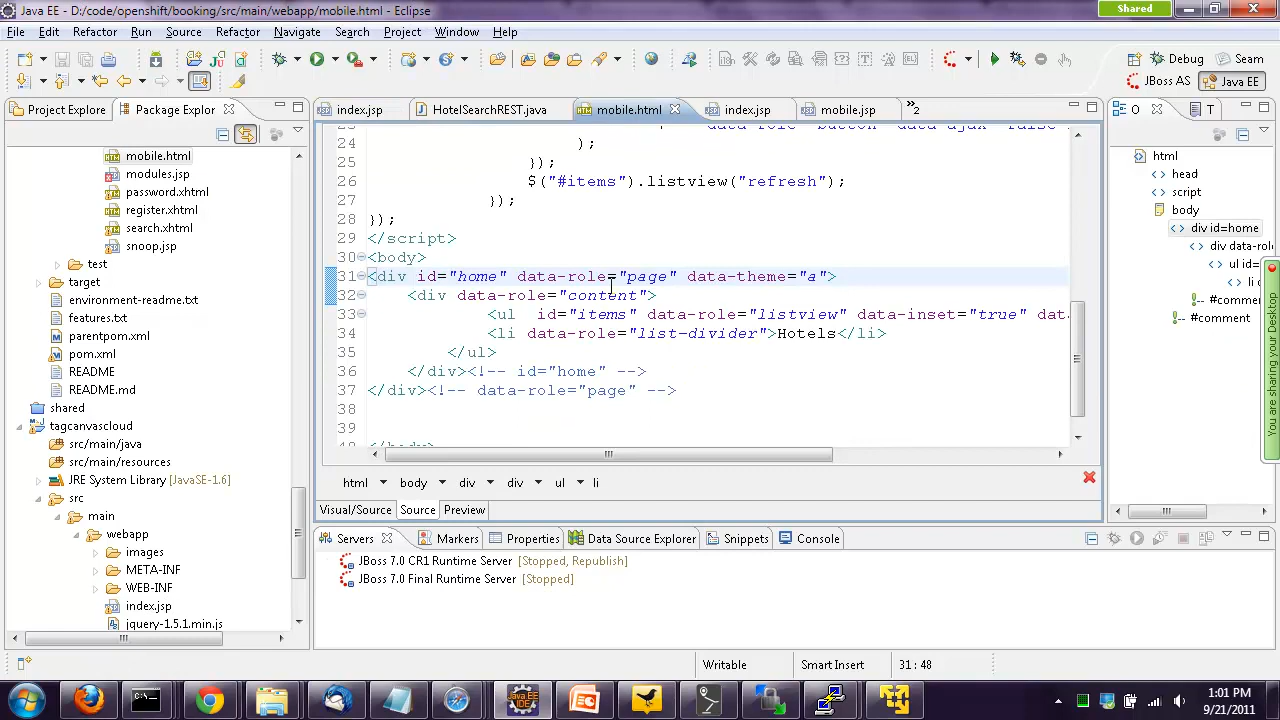 Java EE - D:/code/openshift/booking/src/main/webapp/mobile.html - Eclipse
Shared
File Edit Refactor Run Source Refactor Navigate Search Project Window Help
Debug Seam
JBoss AS Java EE
Project Explore Package Explor
index.jsp HotelSearchREST.java mobile.html index.jsp mobile.jsp 2
O T
mobile.html
modules.jsp
password.xhtml
register.xhtml
search.xhtml
snoop.jsp
test
target
environment-readme.txt
features.txt
parentpom.xml
pom.xml
README
README.md
shared
tagcanvascloud
src/main/java
src/main/resources
JRE System Library [JavaSE-1.6]
src
main
webapp
images
META-INF
WEB-INF
index.jsp
jquery-1.5.1.min.js
24 );
25 });
26 $("#items").listview("refresh");
27 });
28 });
29 </script>
30 <body>
31 <div id="home" data-role="page" data-theme="a">
32 <div data-role="content">
33 <ul id="items" data-role="listview" data-inset="true" dat
34 <li data-role="list-divider">Hotels</li>
35 </ul>
36 </div><!-- id="home" -->
37 </div><!-- data-role="page" -->
38
39
html body div div ul li
Visual/Source Source Preview
html
head
script
body
div id=home
div data-ro
ul id=
li c
#comment
#comment
You are sharing your Desktop
Servers Markers Properties Data Source Explorer Snippets Console
JBoss 7.0 CR1 Runtime Server [Stopped, Republish]
JBoss 7.0 Final Runtime Server [Stopped]
Writable Smart Insert 31 : 48
Java EE
IDE
1:01 PM
9/21/2011